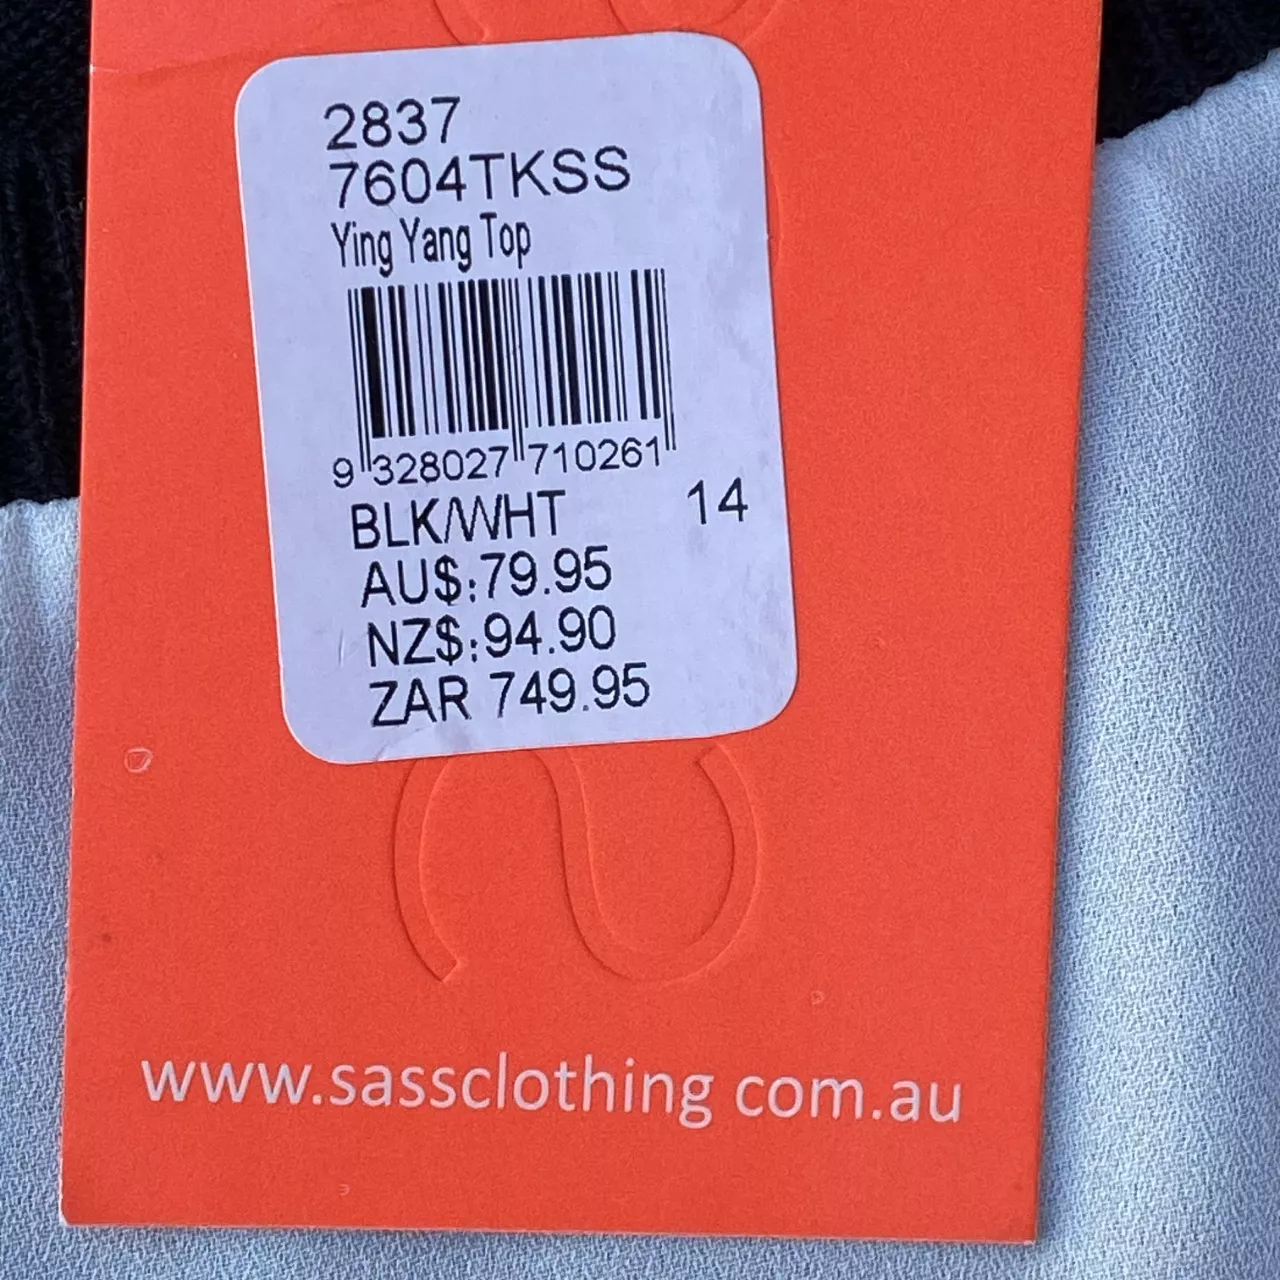 2837
7604TKSS
Ying Yang Top
9 328027 710261
BLK/WHT 14
AU$:79.95
NZ$:94.90
ZAR 749.95
www.sassclothing com.au